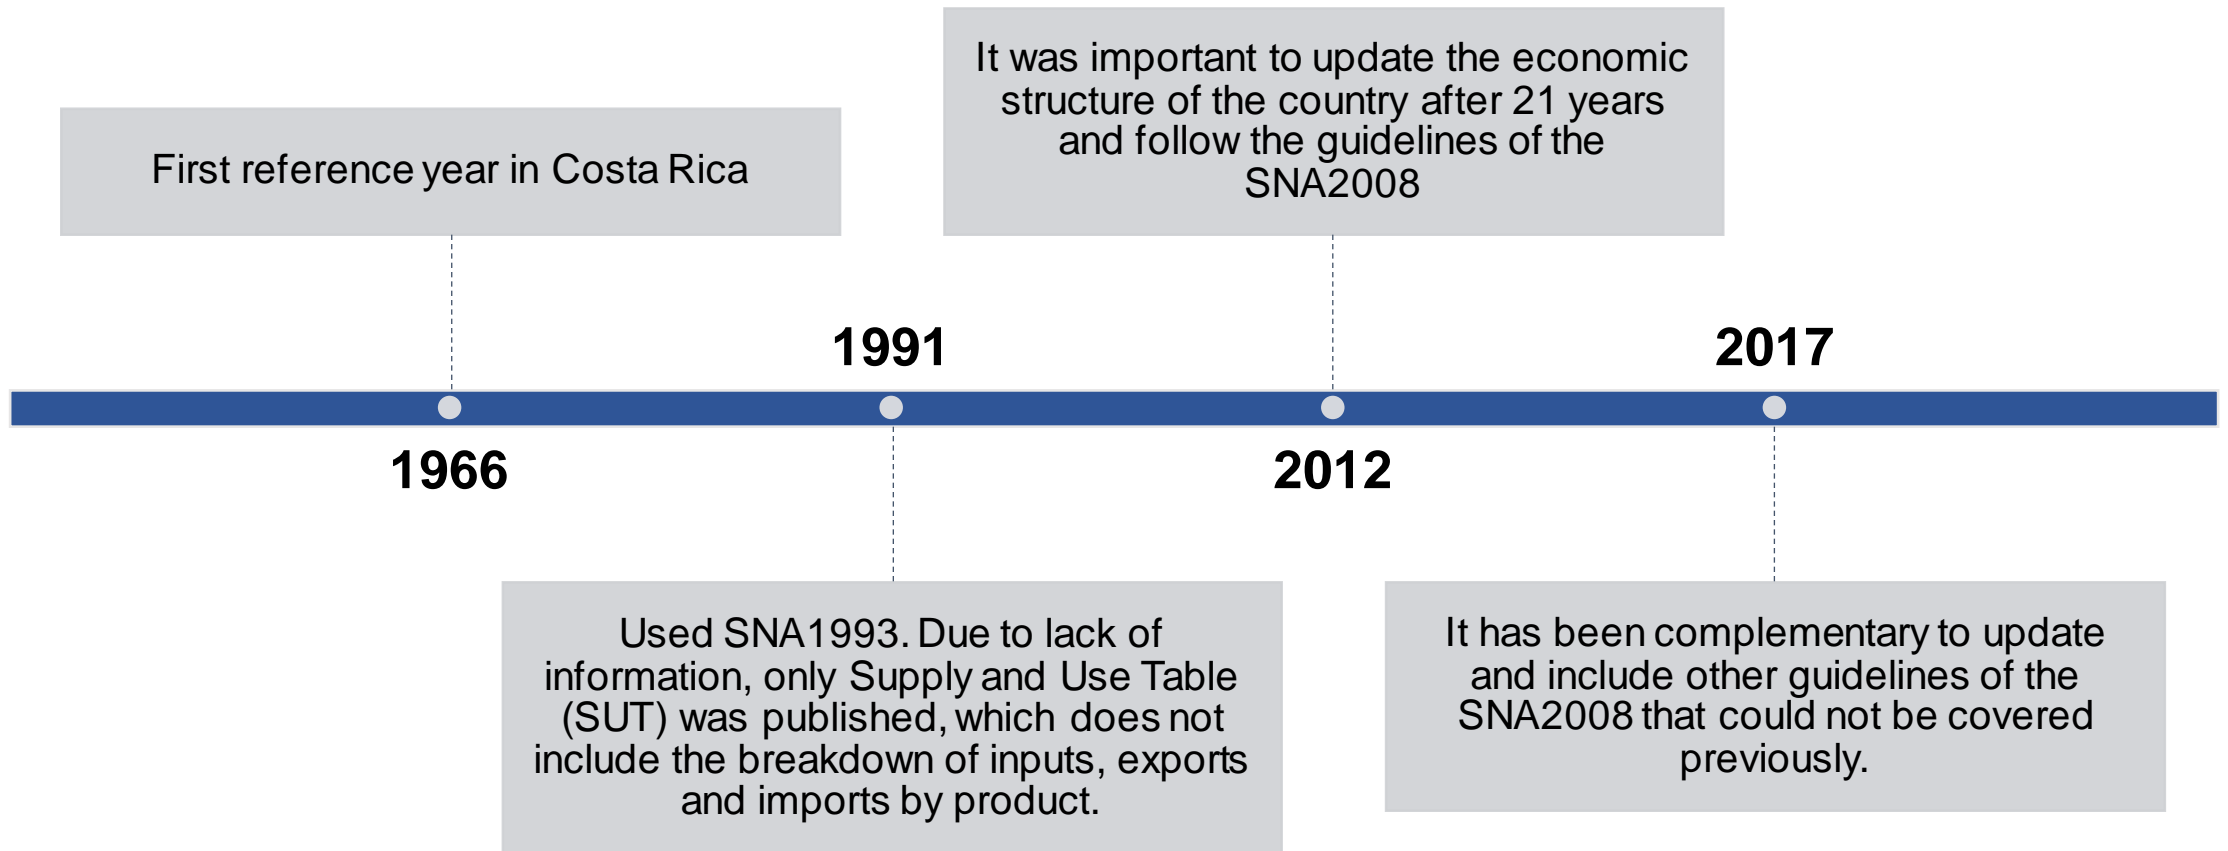 It was important to update the economic
structure of the country after 21 years
and follow the guidelines of the
SNA2008
First reference year in Costa Rica
1991
2017
1966
2012
Used SNA1993. Due to lack of
information, only Supply and Use Table
(SUT) was published, which does not
include the breakdown of inputs, exports
and imports by product.
It has been complementary to update
and include other guidelines of the
SNA2008 that could not be covered
previously.